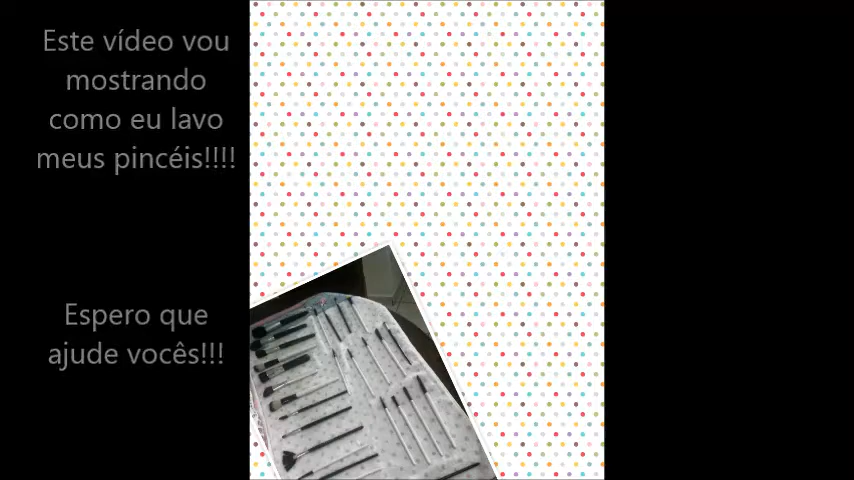 Este vídeo vou
mostrando
como eu lavo
meus pincéis!!!!
Espero que
ajude vocês!!!